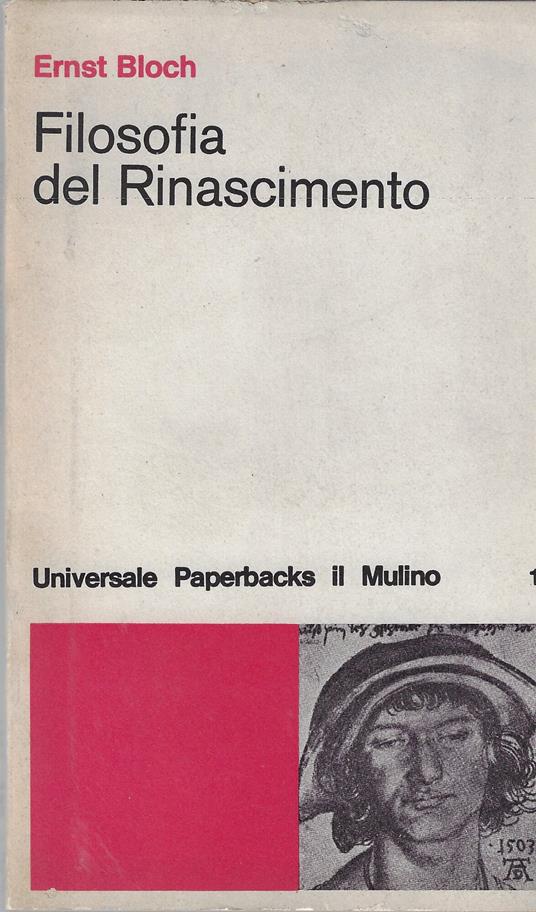 Ernst Bloch
Filosofia
del Rinascimento
Universale Paperbacks il Mulino
1503